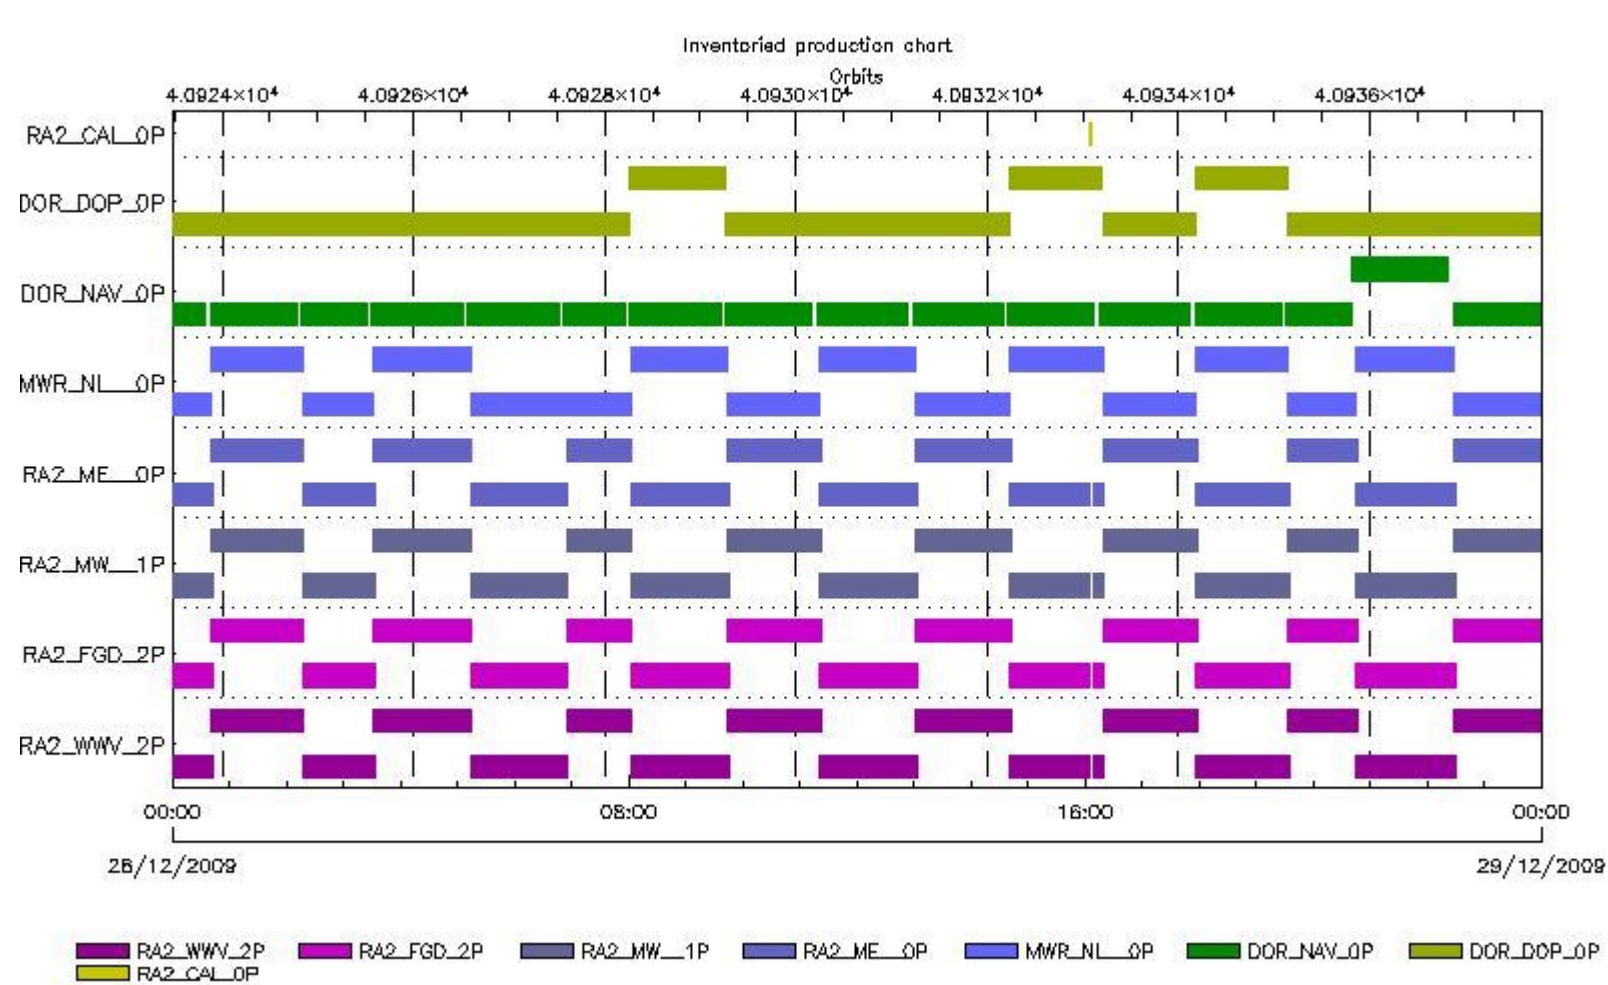 Inventoried production chart
Orbits
4.0924×10⁴ 4.0926×10⁴ 4.0928×10⁴ 4.0930×10⁴ 4.0932×10⁴ 4.0934×10⁴ 4.0936×10⁴
RA2_CAL_0P
DOR_DOP_0P
DOR_NAV_0P
MWR_NL__0P
RA2_ME__0P
RA2_MW__1P
RA2_FGD_2P
RA2_WWV_2P
00:00 08:00 16:00 00:00
28/12/2009 29/12/2009
RA2_WWV_2P RA2_FGD_2P RA2_MW__1P RA2_ME__0P MWR_NL__0P DOR_NAV_0P DOR_DOP_0P
RA2_CAL_0P